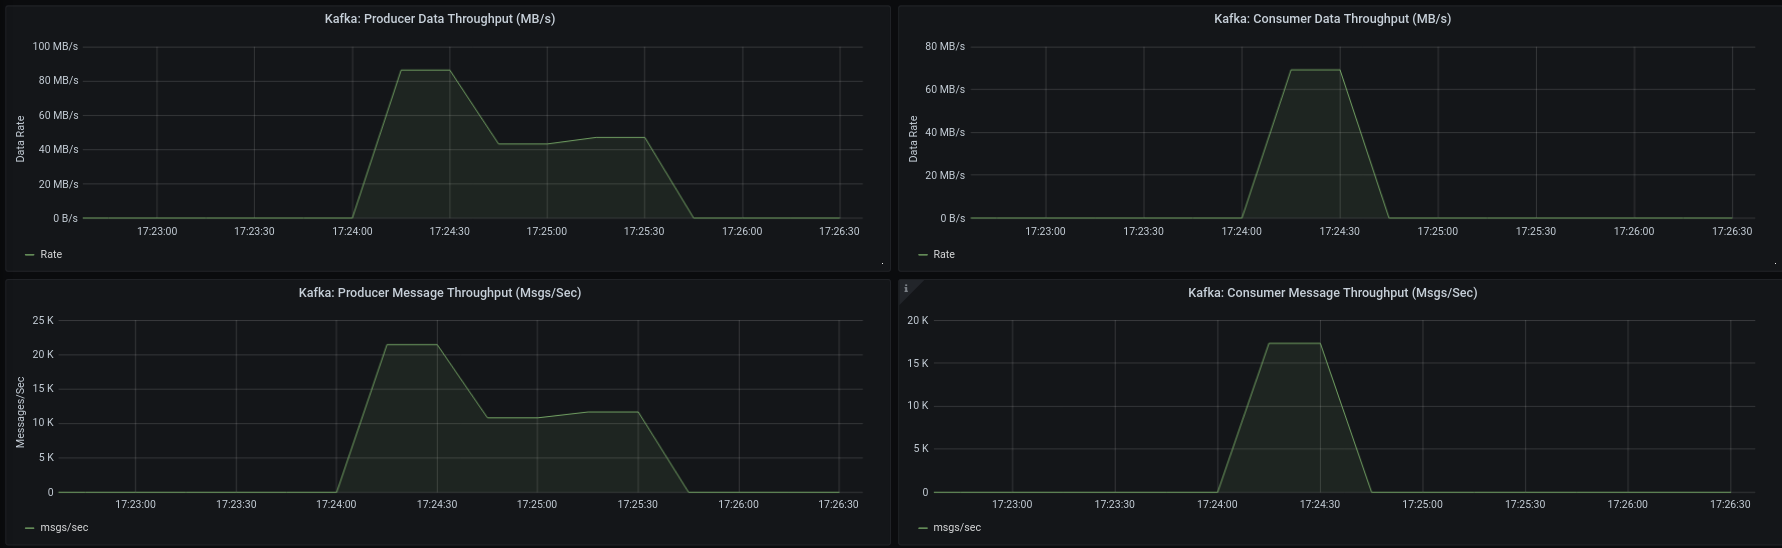 Kafka: Producer Data Throughput (MB/s)
100 MB/s
80 MB/s
60 MB/s
40 MB/s
20 MB/s
0 B/s
Data Rate
17:23:00 17:23:30 17:24:00 17:24:30 17:25:00 17:25:30 17:26:00 17:26:30
Rate
Kafka: Consumer Data Throughput (MB/s)
80 MB/s
60 MB/s
40 MB/s
20 MB/s
0 B/s
Data Rate
17:23:00 17:23:30 17:24:00 17:24:30 17:25:00 17:25:30 17:26:00 17:26:30
Rate
Kafka: Producer Message Throughput (Msgs/Sec)
25 K
20 K
15 K
10 K
5 K
0
Messages/Sec
17:23:00 17:23:30 17:24:00 17:24:30 17:25:00 17:25:30 17:26:00 17:26:30
msgs/sec
i
Kafka: Consumer Message Throughput (Msgs/Sec)
20 K
15 K
10 K
5 K
0
17:23:00 17:23:30 17:24:00 17:24:30 17:25:00 17:25:30 17:26:00 17:26:30
msgs/sec